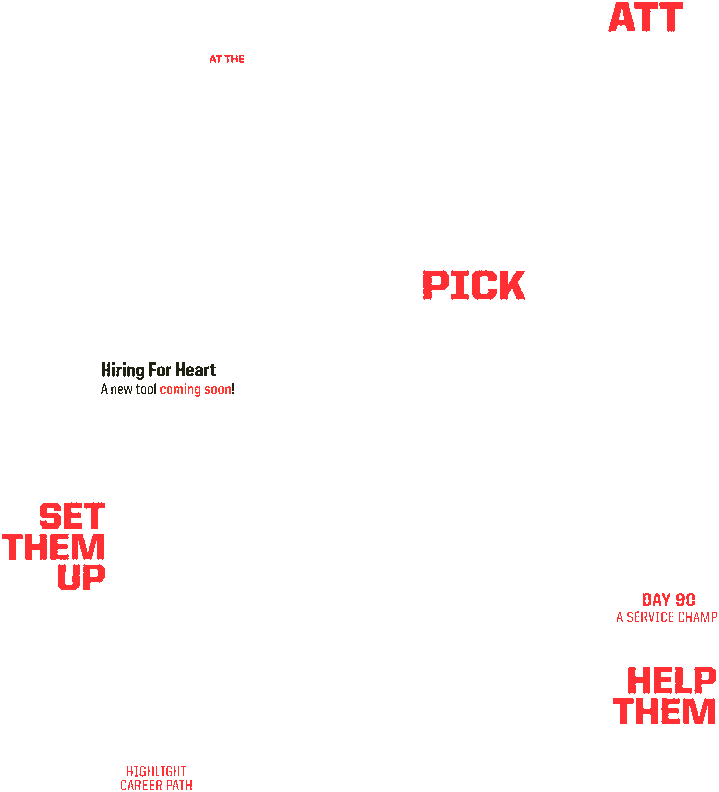 ATT
AT THE
PICK
Hiring For Heart
A new tool coming soon!
SET
THEM
UP
DAY 90
A SERVICE CHAMP
HELP
THEM
HIGHLIGHT
CAREER PATH